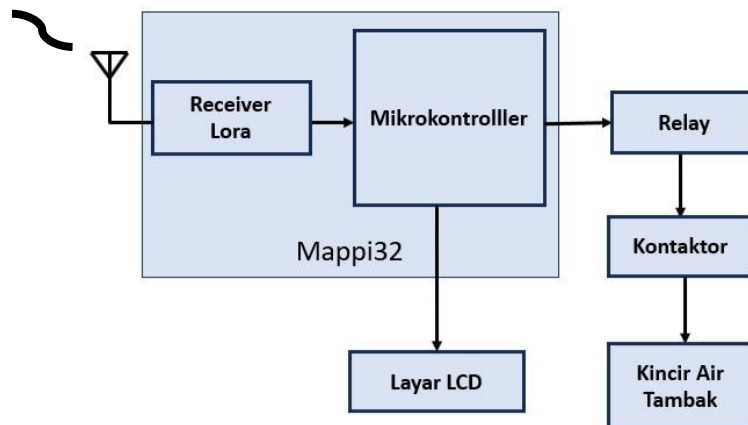 Receiver
Lora
Mikrokontrolller
Relay
Mappi32
Kontaktor
Layar LCD
Kincir Air
Tambak